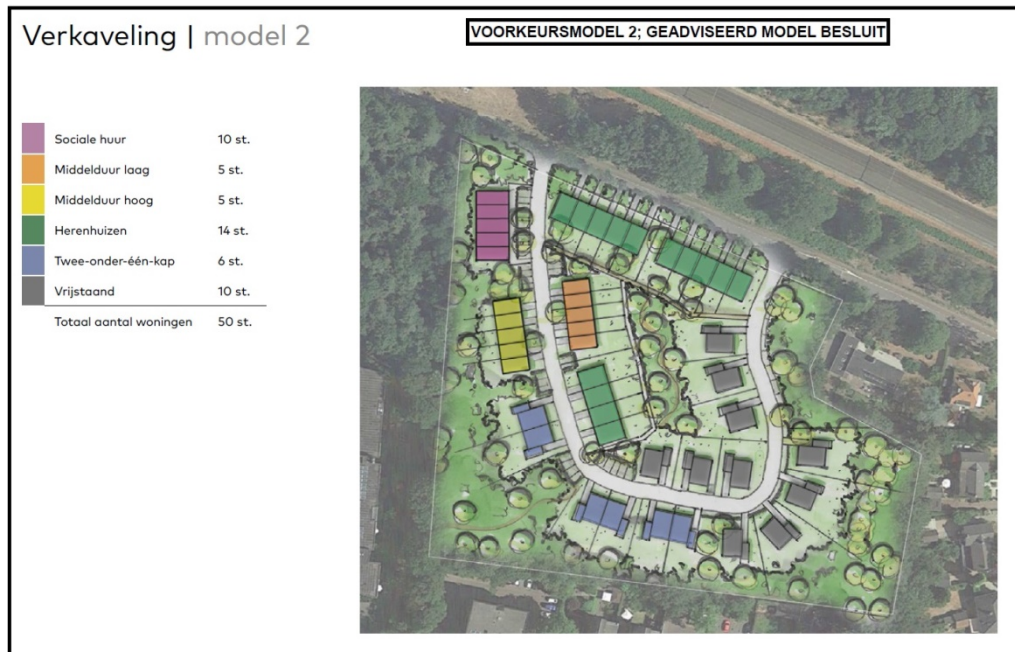 Verkaveling | model 2
VOORKEURSMODEL 2; GEADVISEERD MODEL BESLUIT
Sociale huur 10 st.
Middelduur laag 5 st.
Middelduur hoog 5 st.
Herenhuizen 14 st.
Twee-onder-één-kap 6 st.
Vrijstaand 10 st.
Totaal aantal woningen 50 st.